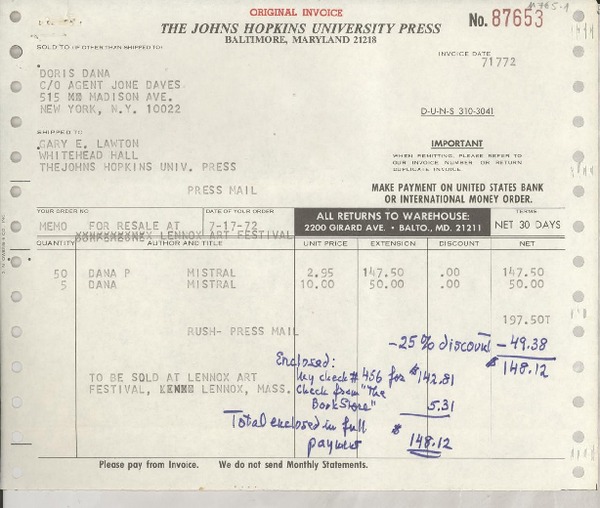 M765-1
ORIGINAL INVOICE
THE JOHNS HOPKINS UNIVERSITY PRESS
BALTIMORE, MARYLAND 21218
No. 87653
SOLD TO (IF OTHER THAN SHIPPED TO)
INVOICE DATE
71772
DORIS DANA
C/O AGENT JONE DAVES
515 MADISON AVE.
NEW YORK, N.Y. 10022
D-U-N-S 310-3041
SHIPPED TO
GARY E. LAWTON
WHITEHEAD HALL
THEJOHNS HOPKINS UNIV. PRESS
IMPORTANT
WHEN REMITTING, PLEASE REFER TO
OUR INVOICE NUMBER OR RETURN
DUPLICATE INVOICE.
PRESS MAIL
MAKE PAYMENT ON UNITED STATES BANK
OR INTERNATIONAL MONEY ORDER.
YOUR ORDER NO DATE OF YOUR ORDER ALL RETURNS TO WAREHOUSE: TERMS
MEMO FOR RESALE AT 7-17-72 2200 GIRARD AVE. • BALTO., MD. 21211 NET 30 DAYS
LENNOX ART FESTIVAL
QUANTITY AUTHOR AND TITLE UNIT PRICE EXTENSION DISCOUNT NET
50 DANA P MISTRAL 2.95 147.50 .00 147.50
5 DANA MISTRAL 10.00 50.00 .00 50.00
197.50T
RUSH- PRESS MAIL
-25% discount -49.38
$148.12
Enclosed:
My check # 456 for $142.81
TO BE SOLD AT LENNOX ART
FESTIVAL, LENNOX, MASS.
check from "The
Book Store" 5.31
Total enclosed in full
payment $148.12
Please pay from Invoice. We do not send Monthly Statements.